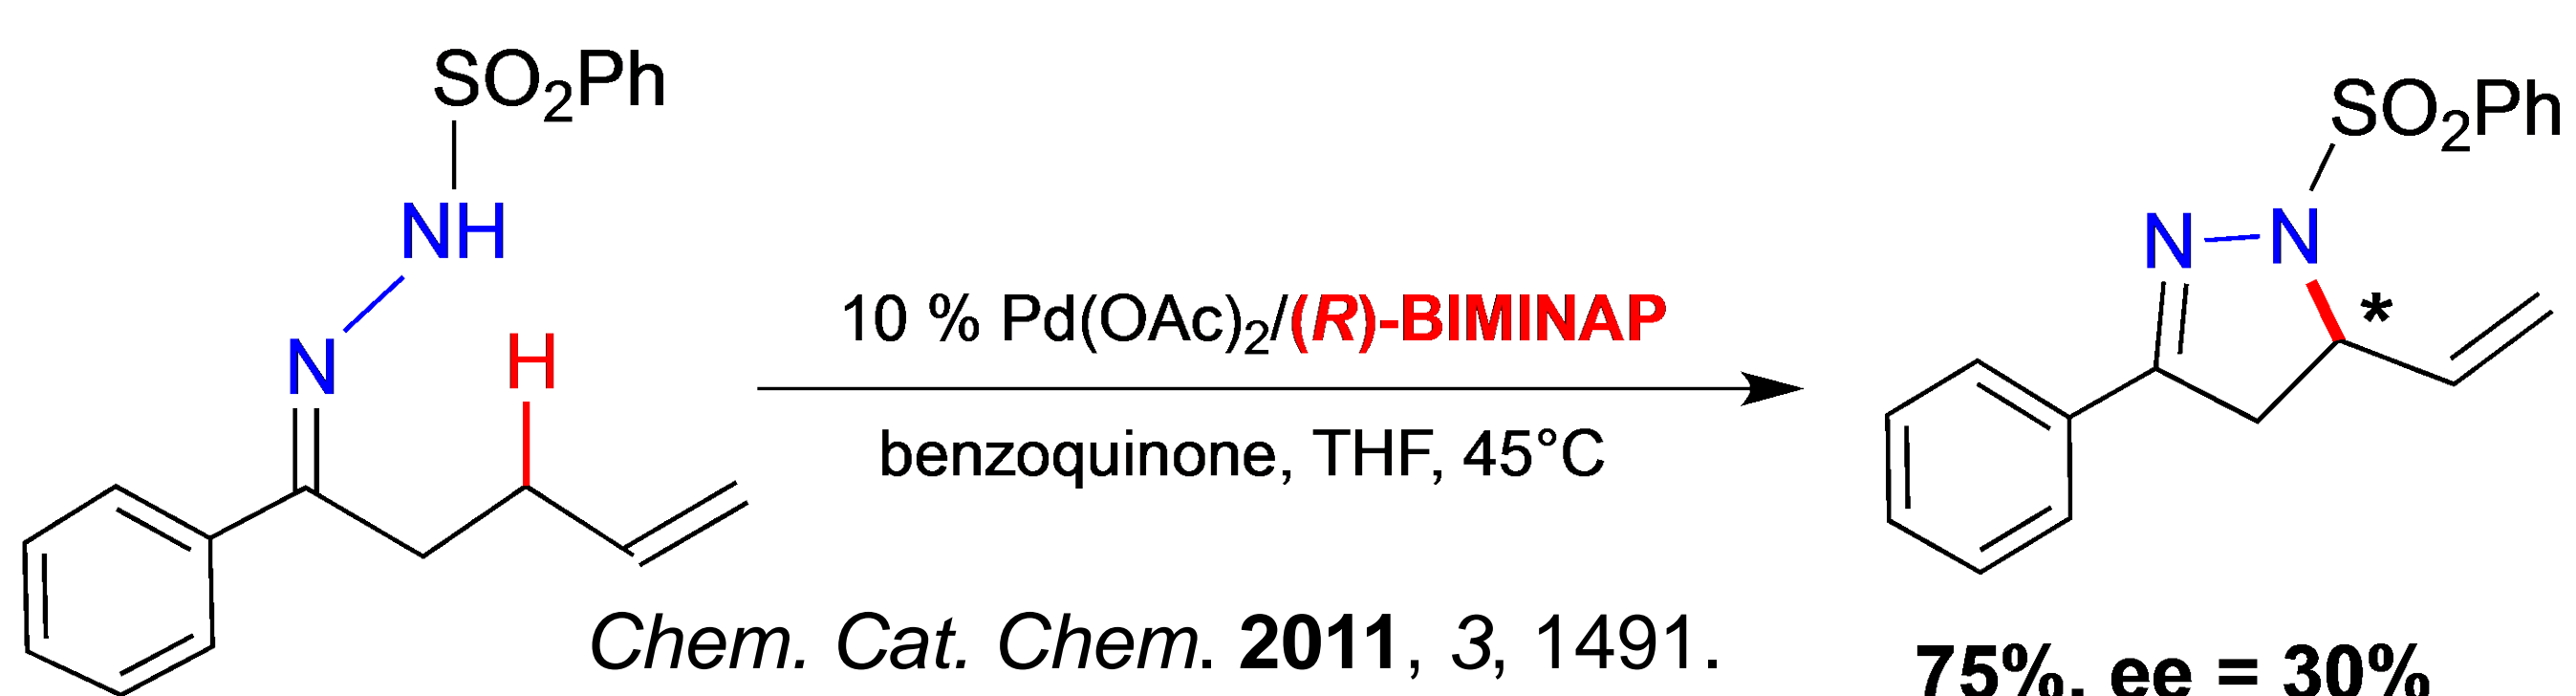 SO2Ph
NH
N
H
10 % Pd(OAc)2/(R)-BIMINAP
benzoquinone, THF, 45°C
SO2Ph
N
N
*
Chem. Cat. Chem. 2011, 3, 1491.
75%, ee = 30%